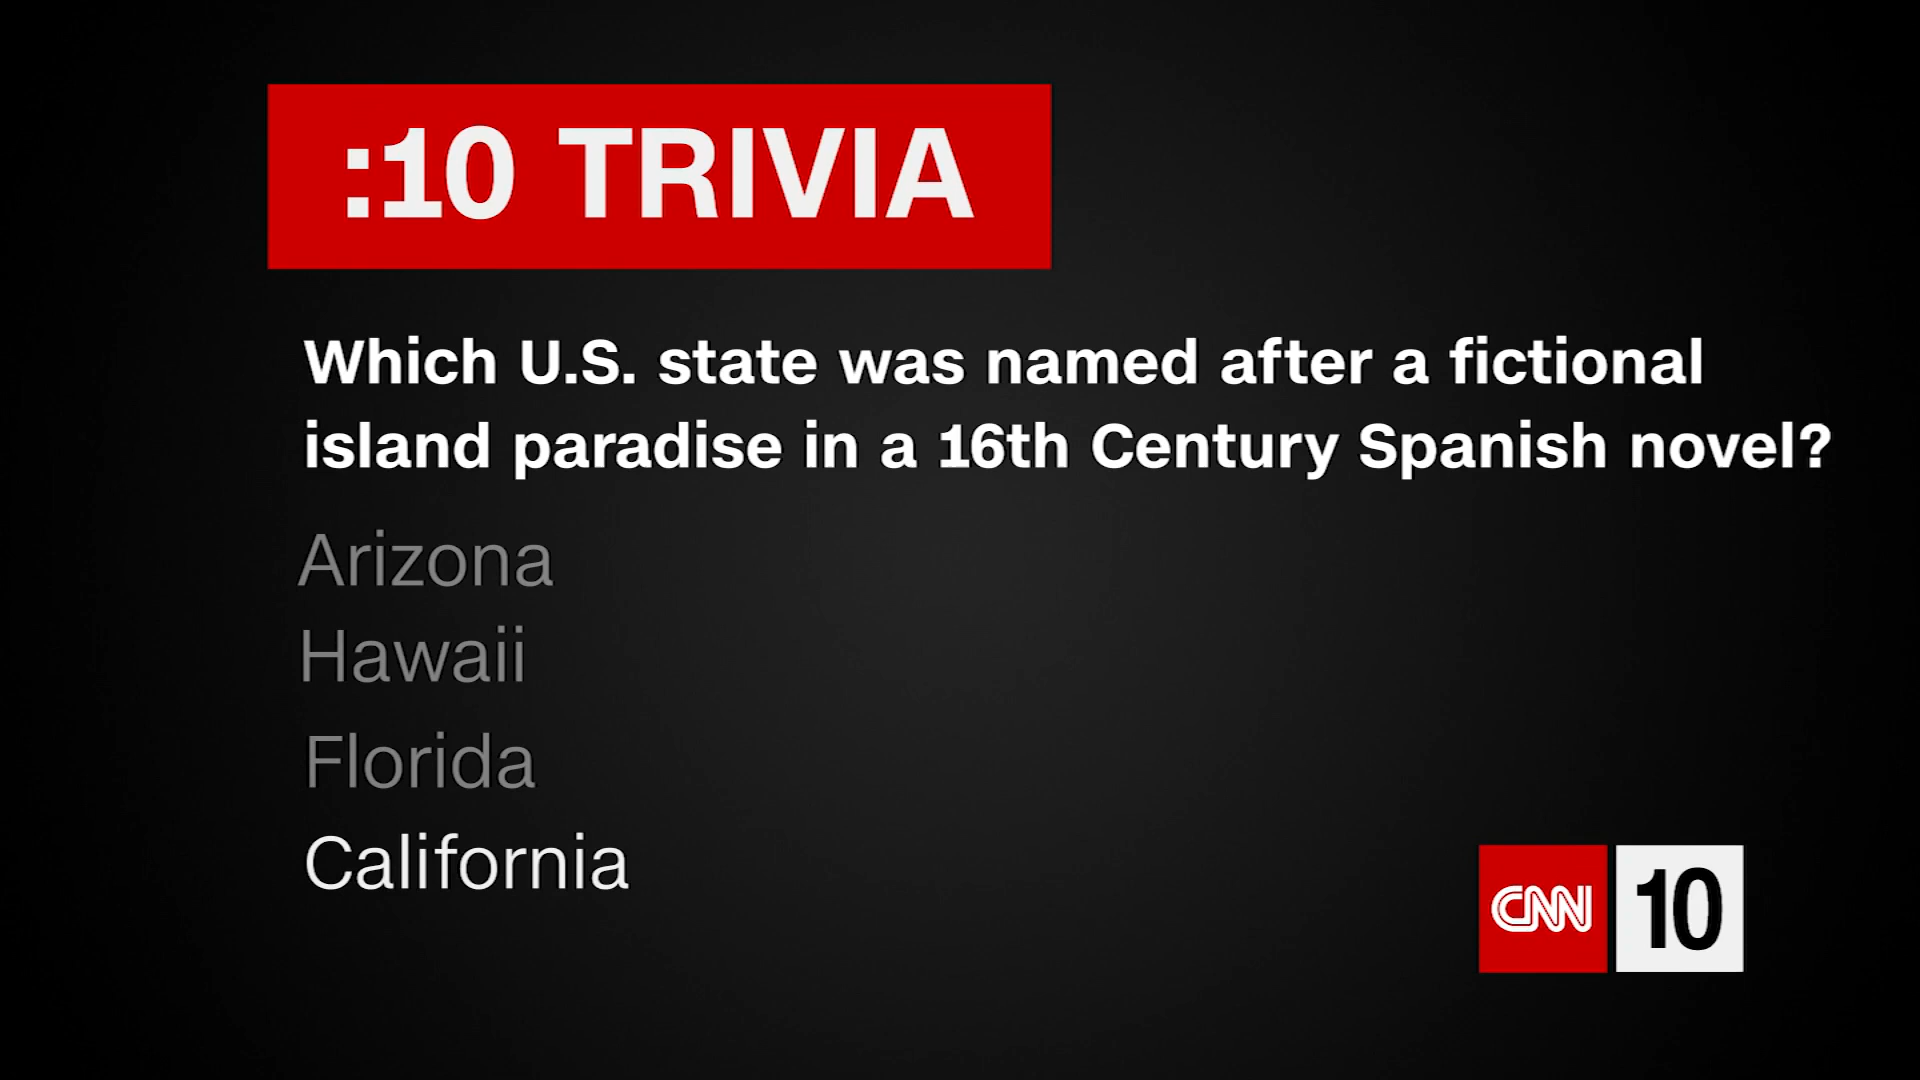 :10 TRIVIA
Which U.S. state was named after a fictional
island paradise in a 16th Century Spanish novel?
Arizona
Hawaii
Florida
California
CNN 10